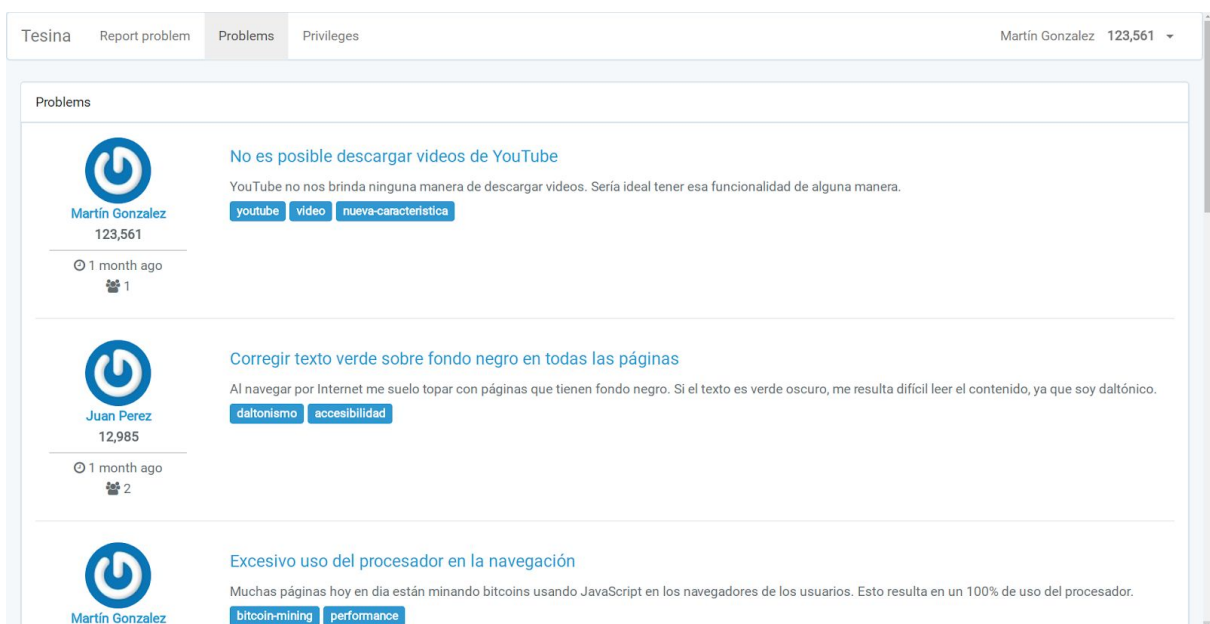 Tesina Report problem Problems Privileges Martín Gonzalez 123,561
Problems
No es posible descargar videos de YouTube
YouTube no nos brinda ninguna manera de descargar videos. Sería ideal tener esa funcionalidad de alguna manera.
youtube video nueva-caracteristica
Martín Gonzalez
123,561
1 month ago
1
Corregir texto verde sobre fondo negro en todas las páginas
Al navegar por Internet me suelo topar con páginas que tienen fondo negro. Si el texto es verde oscuro, me resulta difícil leer el contenido, ya que soy daltónico.
daltonismo accesibilidad
Juan Perez
12,985
1 month ago
2
Excesivo uso del procesador en la navegación
Muchas páginas hoy en dia están minando bitcoins usando JavaScript en los navegadores de los usuarios. Esto resulta en un 100% de uso del procesador.
bitcoin-mining performance
Martín Gonzalez